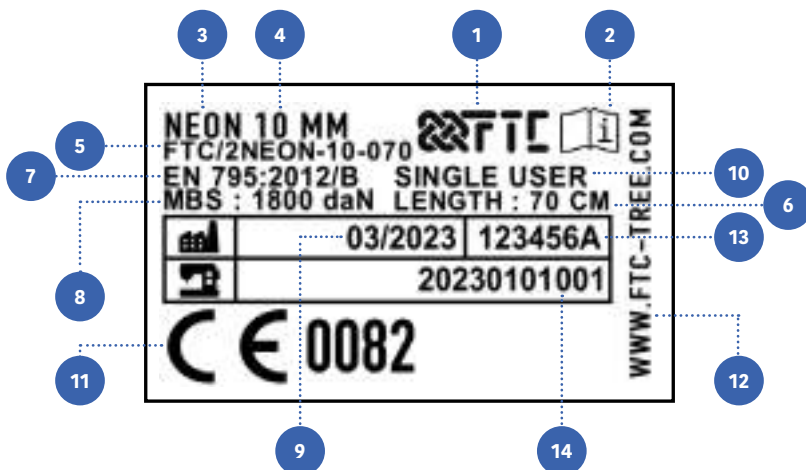 3 4 1 2
NEON 10 MM FTC
5 FTC/2NEON-10-070
7 EN 795:2012/B SINGLE USER 10
8 MBS : 1800 daN LENGTH : 70 CM 6
03/2023 123456A 13
20230101001
11 CE 0082
WWW.FTC-TREE.COM 12
9 14